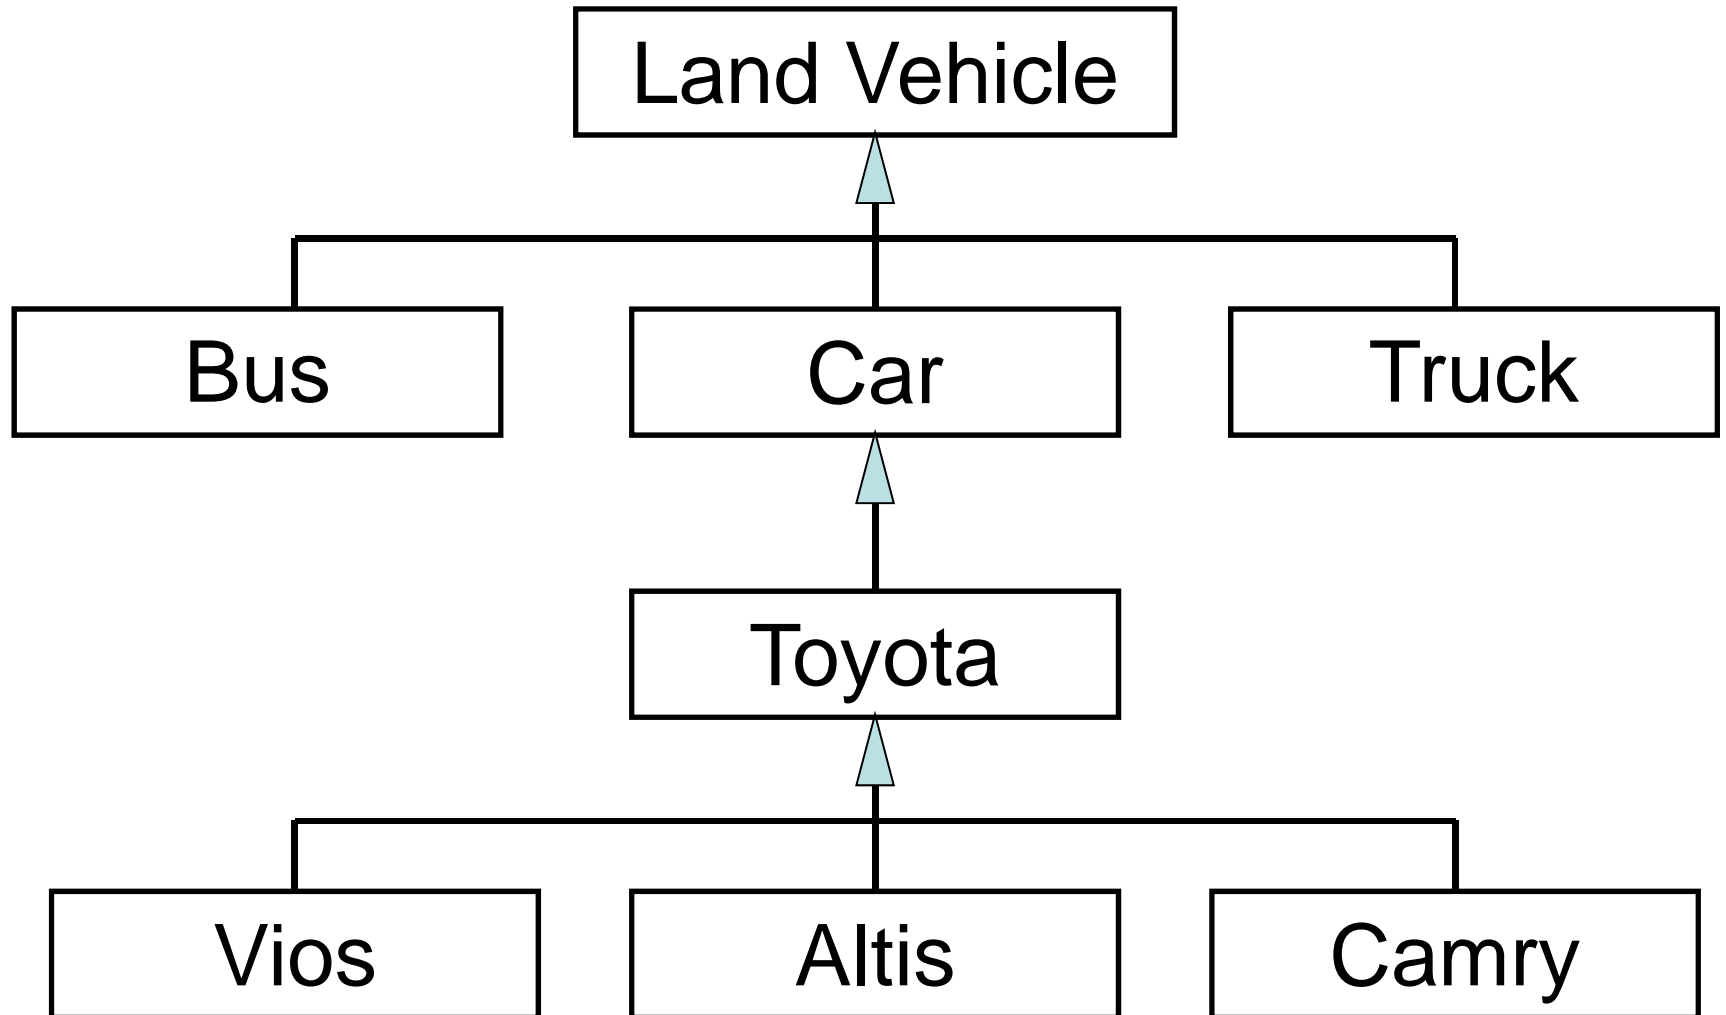 Land Vehicle
Bus
Car
Truck
Toyota
Vios
Altis
Camry